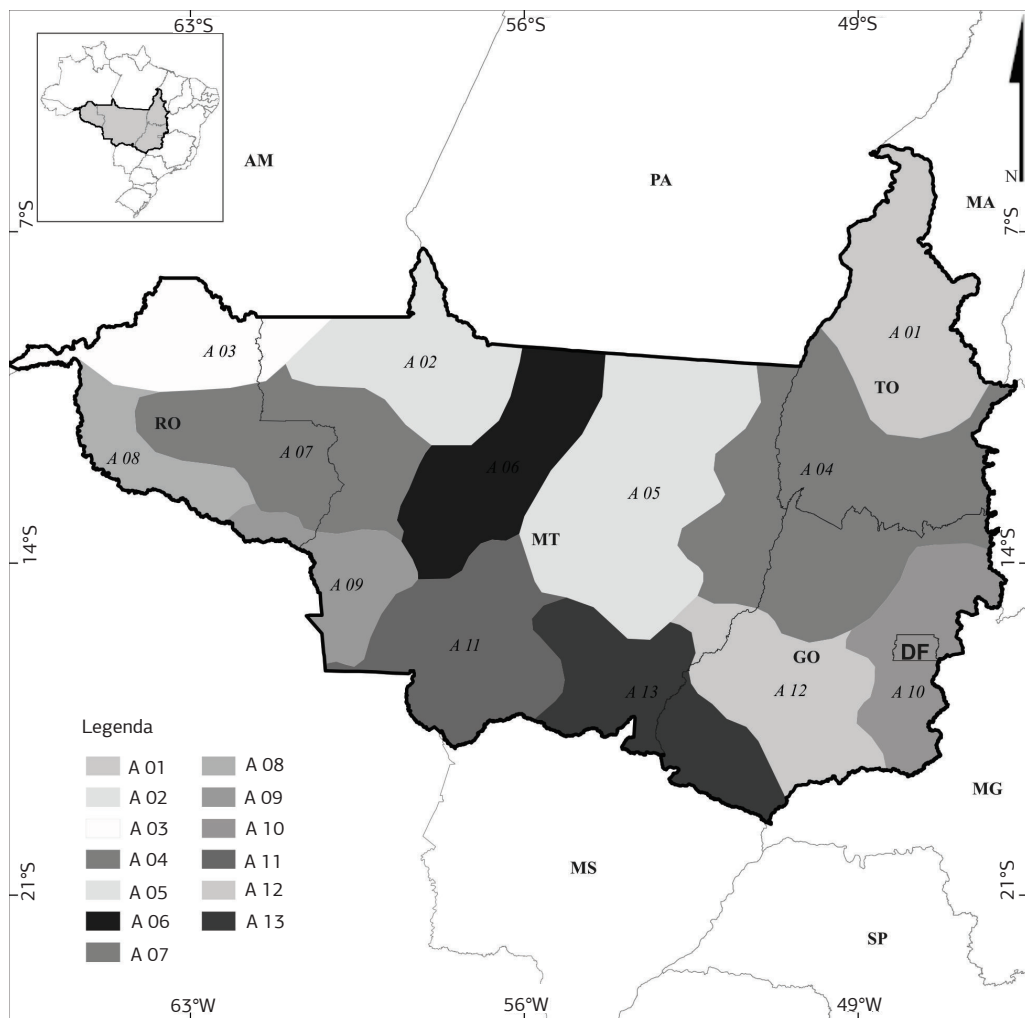 63°S 56°S 49°S
AM
PA
N
MA
7°S 7°S
A 01
A 03
A 02
TO
RO
A 07
A 08
A 06
A 04
A 05
MT
14°S 14°S
A 09
A 11
GO
DF
A 13
A 12
A 10
Legenda
A 01 A 08
A 02 A 09
A 03 A 10
A 04 A 11
A 05 A 12
A 06 A 13
A 07
MG
MS
21°S 21°S
SP
63°W 56°W 49°W